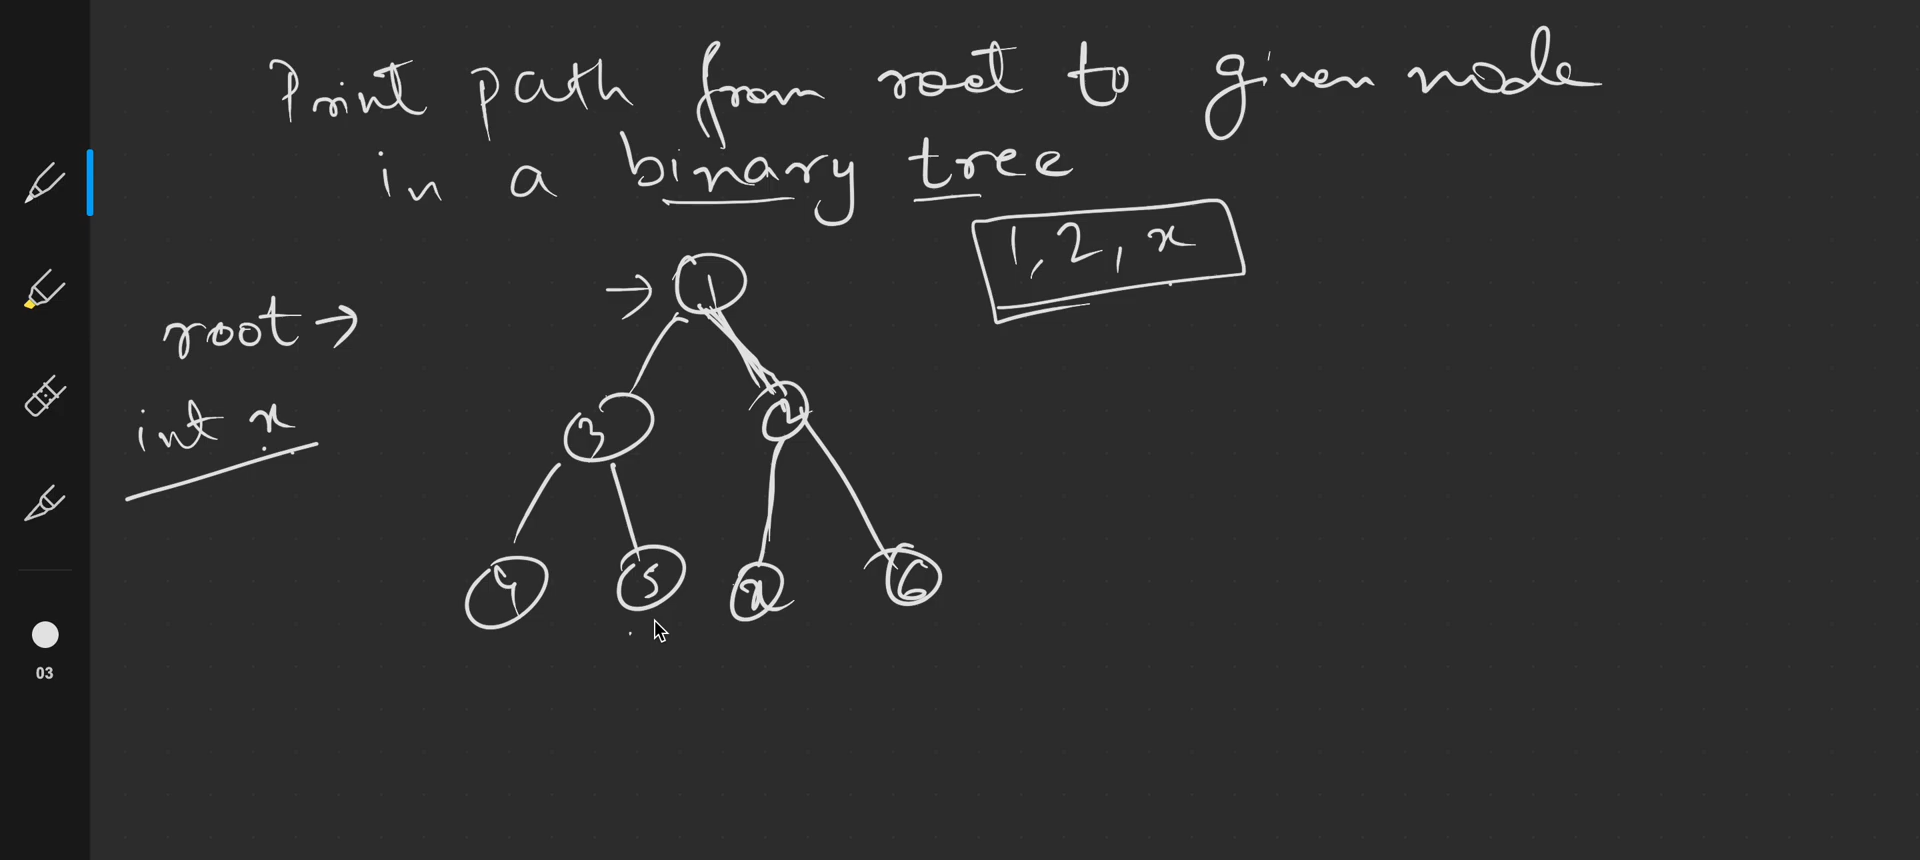 Print path from root to given node
in a binary tree
1, 2, x
root →
int x
→ 1
3
2
4
5
x
6
03